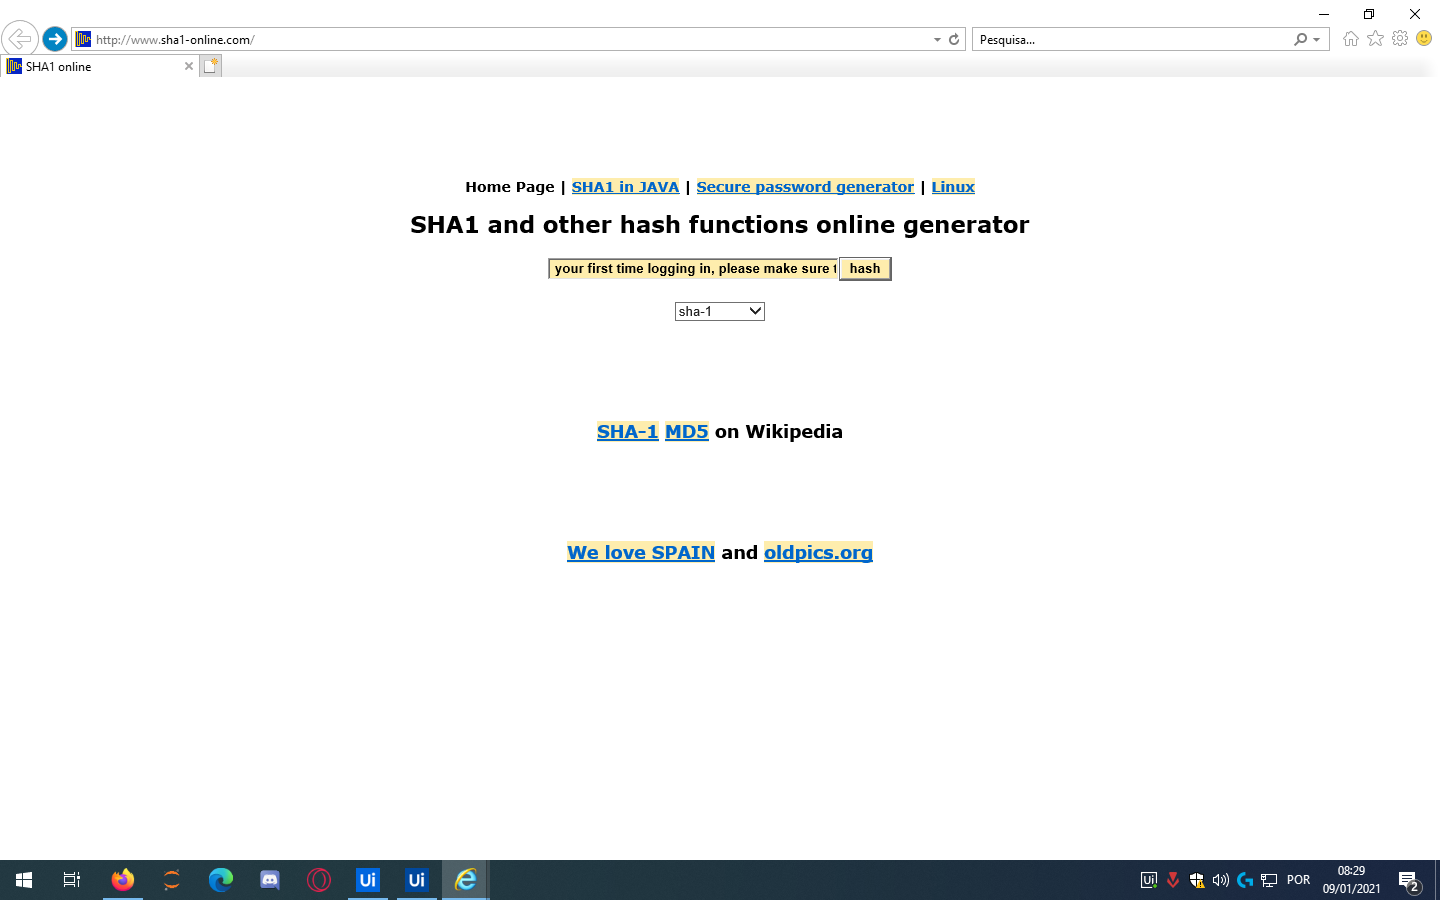 http://www.sha1-online.com/
Pesquisa...
SHA1 online
Home Page | SHA1 in JAVA | Secure password generator | Linux
SHA1 and other hash functions online generator
your first time logging in, please make sure t
hash
sha-1
SHA-1 MD5 on Wikipedia
We love SPAIN and oldpics.org
Ui
Ui
Ui
POR
08:29
09/01/2021
2